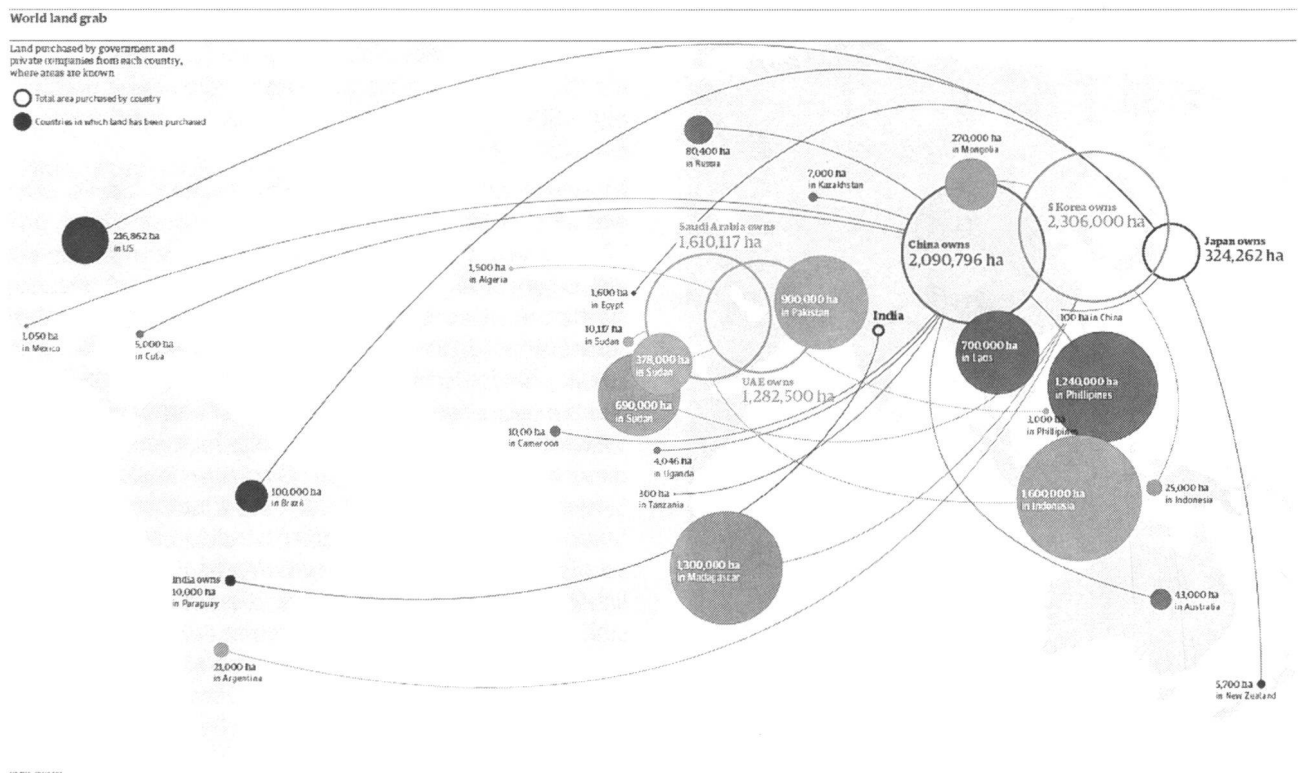 World land grab
Land purchased by government and
private companies from each country,
where areas are known
Total area purchased by country
Countries in which land has been purchased
80,400 ha
in Russia
270,000 ha
in Mongolia
7,000 ha
in Kazakhstan
S Korea owns
2,306,000 ha
216,862 ha
in US
Saudi Arabia owns
1,610,117 ha
China owns
2,090,796 ha
Japan owns
324,262 ha
1,500 ha
in Algeria
1,600 ha
in Egypt
900,000 ha
in Pakistan
India
100 ha in China
1,050 ha
in Mexico
5,000 ha
in Cuba
10,117 ha
in Sudan
378,000 ha
in Sudan
700,000 ha
in Laos
UAE owns
1,282,500 ha
1,240,000 ha
in Phillipines
690,000 ha
in Sudan
3,000 ha
in Phillipines
10,00 ha
in Cameroon
4,046 ha
in Uganda
300 ha
in Tanzania
100,000 ha
in Brazil
1,600,000 ha
in Indonisia
25,000 ha
in Indonesia
1,300,000 ha
in Madagascar
India owns
10,000 ha
in Paraguay
43,000 ha
in Australia
21,000 ha
in Argentina
5,700 ha
in New Zealand